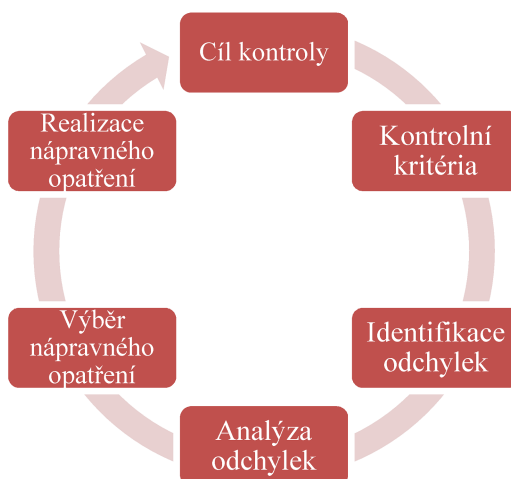 Cíl kontroly
Kontrolní
kritéria
Identifikace
odchylek
Analýza
odchylek
Výběr
nápravného
opatření
Realizace
nápravného
opatření